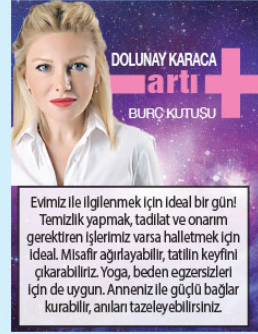 DOLUNAY KARACA
artı
BURÇ KUTUSU
Evimiz ile ilgilenmek için ideal bir gün!
Temizlik yapmak, tadilat ve onarım
gerektiren işlerimiz varsa halletmek için
ideal. Misafir ağırlayabilir, tatilin keyfini
çıkarabiliriz. Yoga, beden egzersizleri
için de uygun. Anneniz ile güçlü bağlar
kurabilir, anıları tazeleyebilirsiniz.